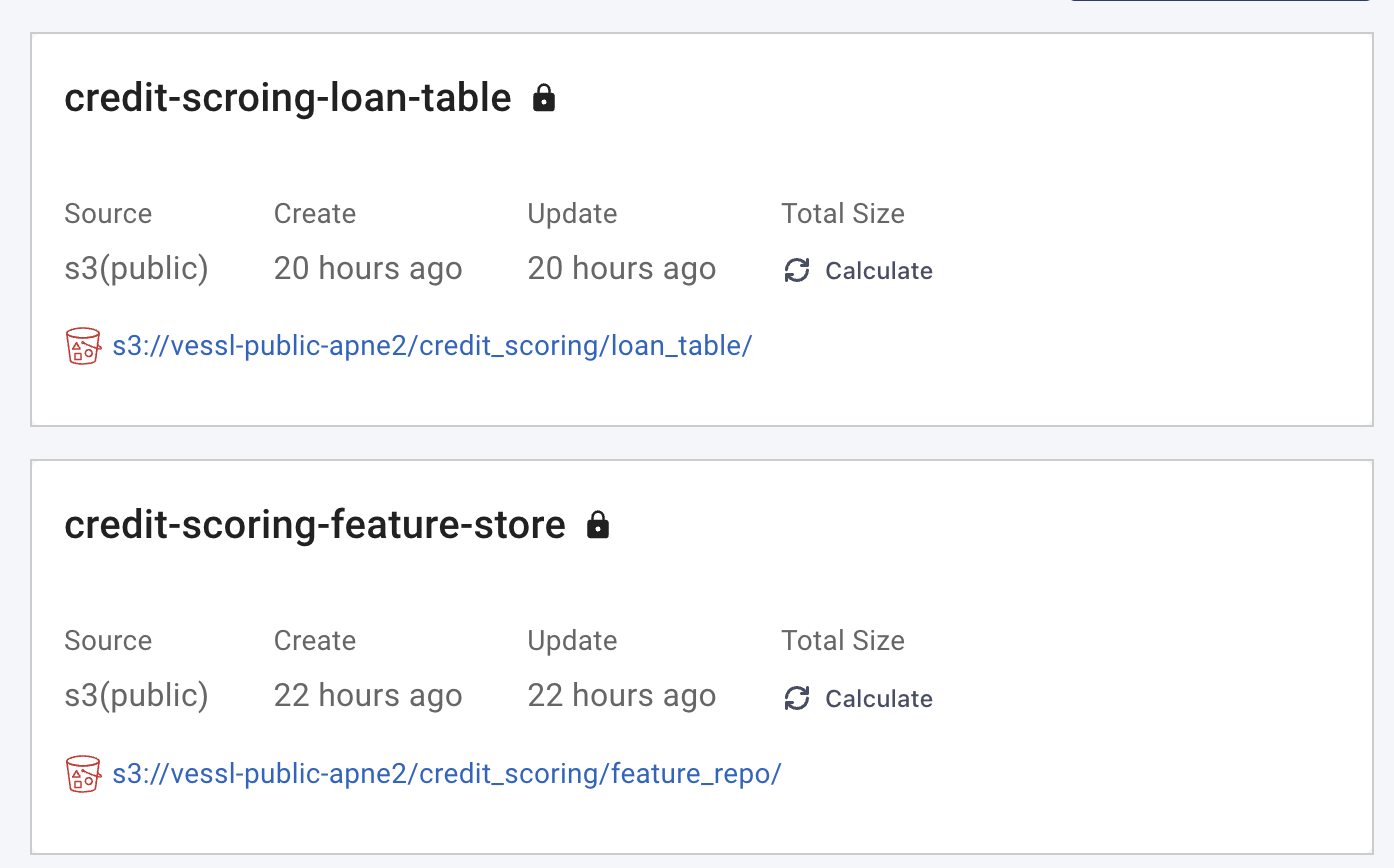 credit-scroing-loan-table
Source Create Update Total Size
s3(public) 20 hours ago 20 hours ago Calculate
s3://vessl-public-apne2/credit_scoring/loan_table/
credit-scoring-feature-store
Source Create Update Total Size
s3(public) 22 hours ago 22 hours ago Calculate
s3://vessl-public-apne2/credit_scoring/feature_repo/